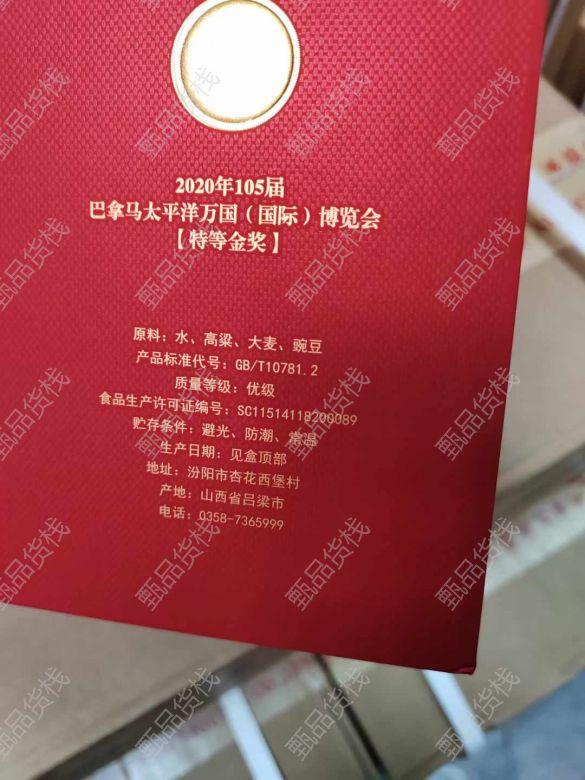 2020年105届
巴拿马太平洋万国（国际）博览会
【特等金奖】
原料：水、高粱、大麦、豌豆
产品标准代号：GB/T10781.2
质量等级：优级
食品生产许可证编号：SC11514118200089
贮存条件：避光、防潮、常温
生产日期：见盒顶部
地址：汾阳市杏花西堡村
产地：山西省吕梁市
电话：0358-7365999
甄品货栈